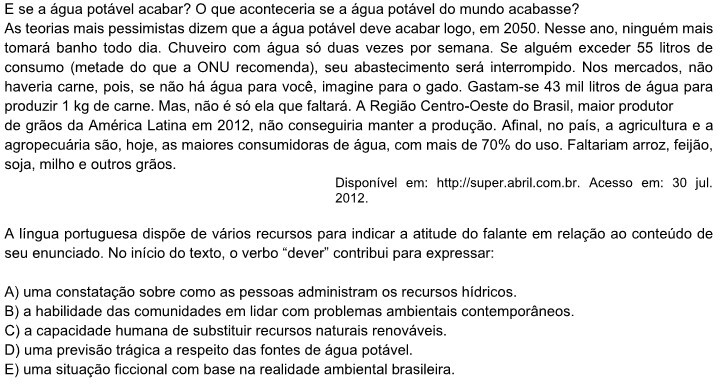 E se a água potável acabar? O que aconteceria se a água potável do mundo acabasse?
As teorias mais pessimistas dizem que a água potável deve acabar logo, em 2050. Nesse ano, ninguém mais
tomará banho todo dia. Chuveiro com água só duas vezes por semana. Se alguém exceder 55 litros de
consumo (metade do que a ONU recomenda), seu abastecimento será interrompido. Nos mercados, não
haveria carne, pois, se não há água para você, imagine para o gado. Gastam-se 43 mil litros de água para
produzir 1 kg de carne. Mas, não é só ela que faltará. A Região Centro-Oeste do Brasil, maior produtor
de grãos da América Latina em 2012, não conseguiria manter a produção. Afinal, no país, a agricultura e a
agropecuária são, hoje, as maiores consumidoras de água, com mais de 70% do uso. Faltariam arroz, feijão,
soja, milho e outros grãos.
Disponível em: http://super.abril.com.br. Acesso em: 30 jul.
2012.
A língua portuguesa dispõe de vários recursos para indicar a atitude do falante em relação ao conteúdo de
seu enunciado. No início do texto, o verbo “dever” contribui para expressar:
A) uma constatação sobre como as pessoas administram os recursos hídricos.
B) a habilidade das comunidades em lidar com problemas ambientais contemporâneos.
C) a capacidade humana de substituir recursos naturais renováveis.
D) uma previsão trágica a respeito das fontes de água potável.
E) uma situação ficcional com base na realidade ambiental brasileira.